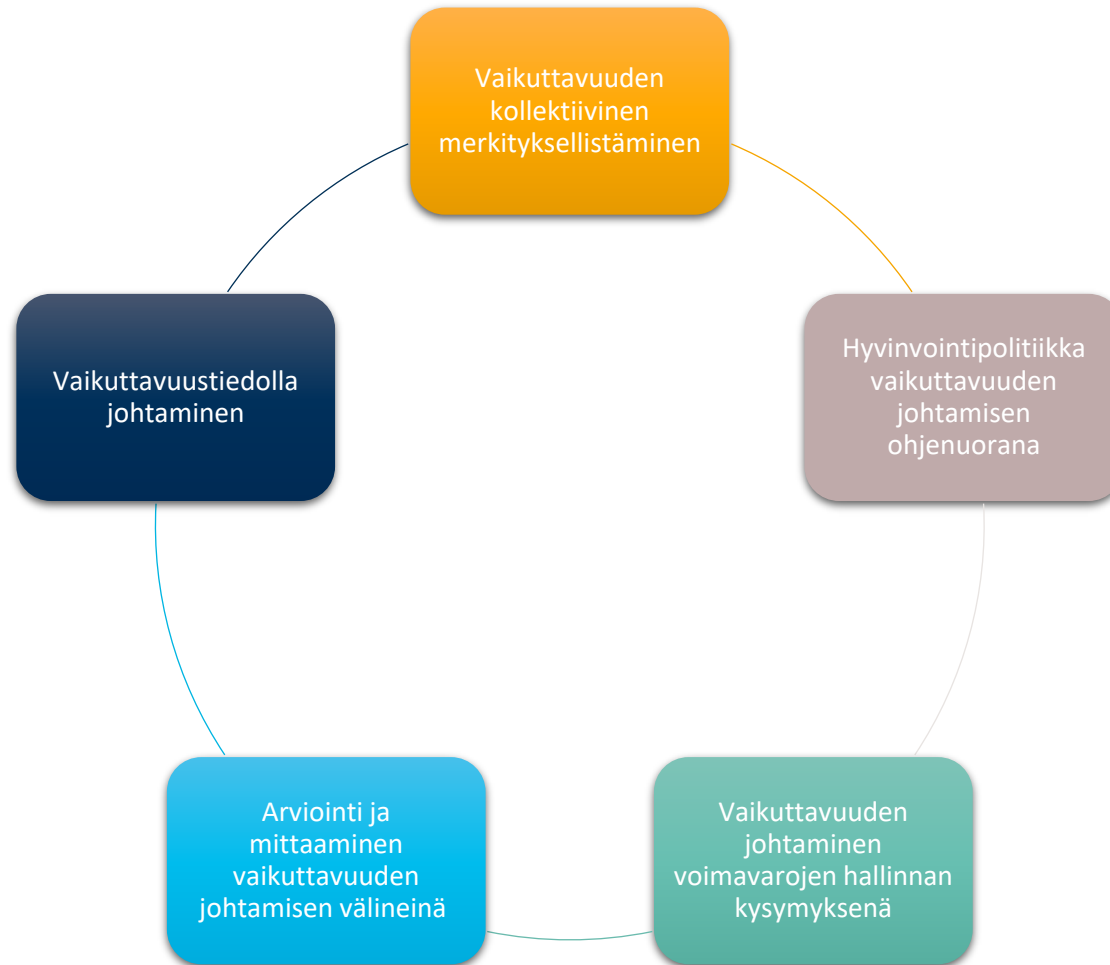 Vaikuttavuuden
kollektiivinen
merkityksellistäminen
Hyvinvointipolitiikka
vaikuttavuuden
johtamisen
ohjenuorana
Vaikuttavuuden
johtaminen
voimavarojen hallinnan
kysymyksenä
Arviointi ja
mittaaminen
vaikuttavuuden
johtamisen välineinä
Vaikuttavuustiedolla
johtaminen